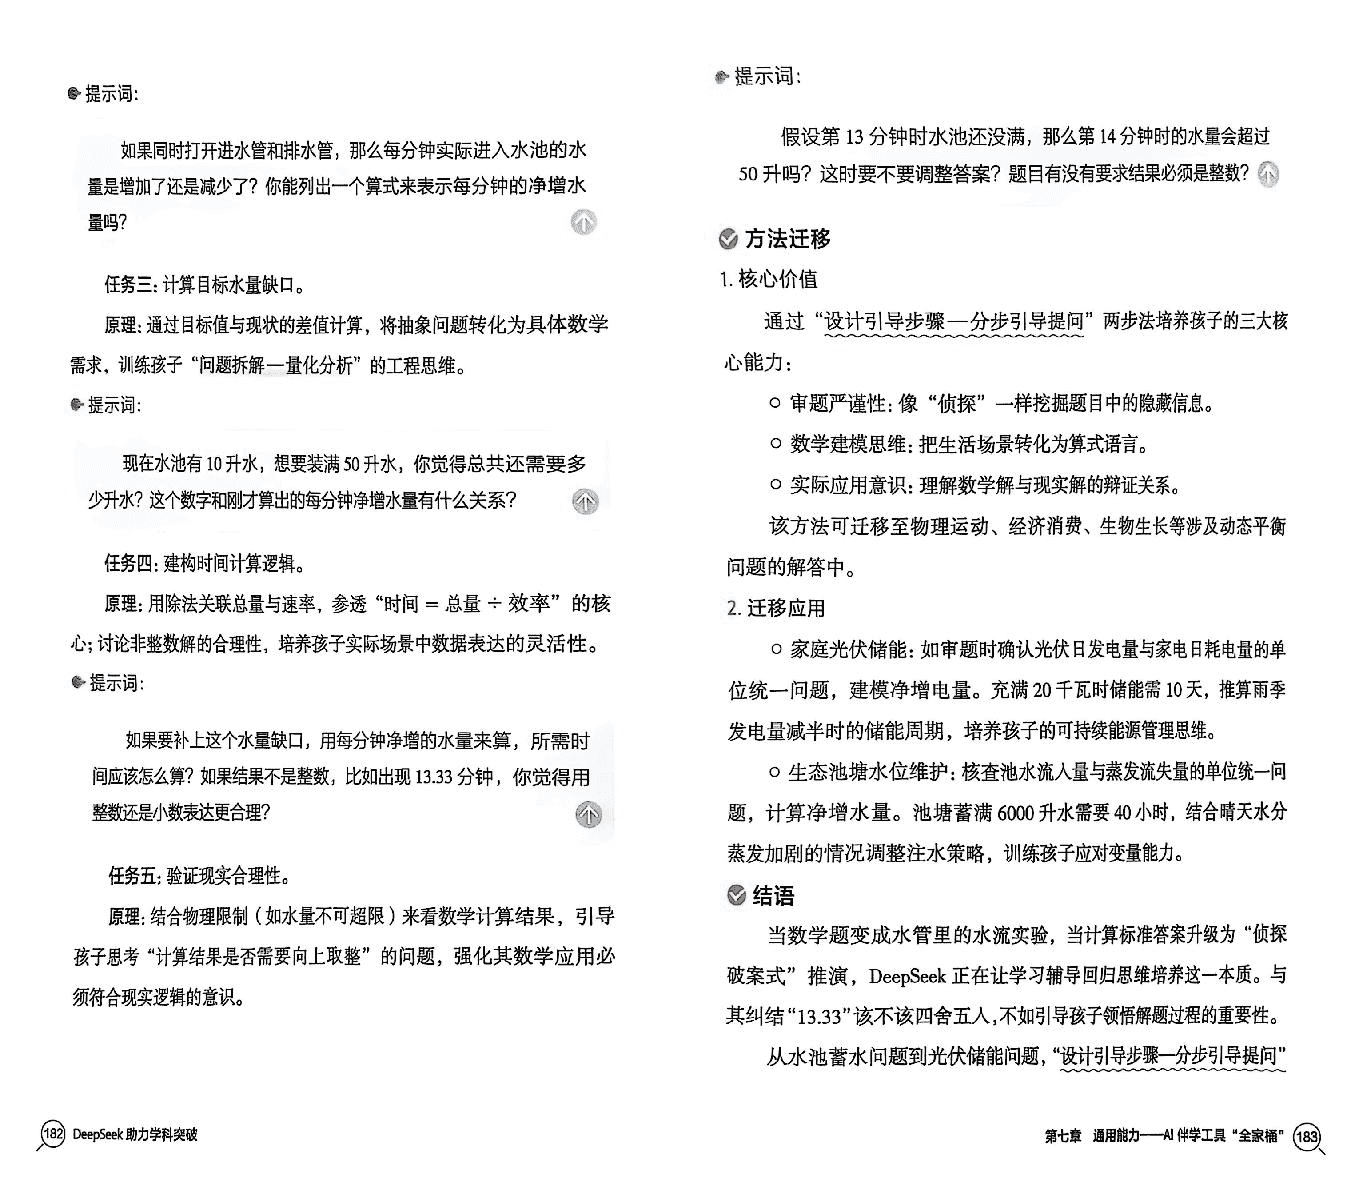 提示词:
如果同时打开进水管和排水管，那么每分钟实际进入水池的水
量是增加了还是减少了？你能列出一个算式来表示每分钟的净增水
量吗？
任务三：计算目标水量缺口。
原理：通过目标值与现状的差值计算，将抽象问题转化为具体数学
需求，训练孩子“问题拆解—量化分析”的工程思维。
提示词:
现在水池有 10 升水，想要装满 50 升水，你觉得总共还需要多
少升水？这个数字和刚才算出的每分钟净增水量有什么关系？
任务四：建构时间计算逻辑。
原理：用除法关联总量与速率，参透“时间 = 总量 ÷ 效率”的核
心；讨论非整数解的合理性，培养孩子实际场景中数据表达的灵活性。
提示词:
如果要补上这个水量缺口，用每分钟净增的水量来算，所需时
间应该怎么算？如果结果不是整数，比如出现 13.33 分钟，你觉得用
整数还是小数表达更合理？
任务五：验证现实合理性。
原理：结合物理限制（如水量不可超限）来看数学计算结果，引导
孩子思考“计算结果是否需要向上取整”的问题，强化其数学应用必
须符合现实逻辑的意识。
182 DeepSeek 助力学科突破
提示词:
假设第 13 分钟时水池还没满，那么第 14 分钟时的水量会超过
50 升吗？这时要不要调整答案？题目有没有要求结果必须是整数？
方法迁移
1. 核心价值
通过“设计引导步骤—分步引导提问”两步法培养孩子的三大核
心能力：
○ 审题严谨性：像“侦探”一样挖掘题目中的隐藏信息。
○ 数学建模思维：把生活场景转化为算式语言。
○ 实际应用意识：理解数学解与现实解的辩证关系。
该方法可迁移至物理运动、经济消费、生物生长等涉及动态平衡
问题的解答中。
2. 迁移应用
○ 家庭光伏储能：如审题时确认光伏日发电量与家电日耗电量的单
位统一问题，建模净增电量。充满 20 千瓦时储能需 10 天，推算雨季
发电量减半时的储能周期，培养孩子的可持续能源管理思维。
○ 生态池塘水位维护：核查池水流入量与蒸发流失量的单位统一问
题，计算净增水量。池塘蓄满 6000 升水需要 40 小时，结合晴天水分
蒸发加剧的情况调整注水策略，训练孩子应对变量能力。
结语
当数学题变成水管里的水流实验，当计算标准答案升级为“侦探
破案式”推演，DeepSeek 正在让学习辅导回归思维培养这一本质。与
其纠结“13.33”该不该四舍五入，不如引导孩子领悟解题过程的重要性。
从水池蓄水问题到光伏储能问题，“设计引导步骤—分步引导提问”
第七章 通用能力——AI 伴学工具“全家桶” 183